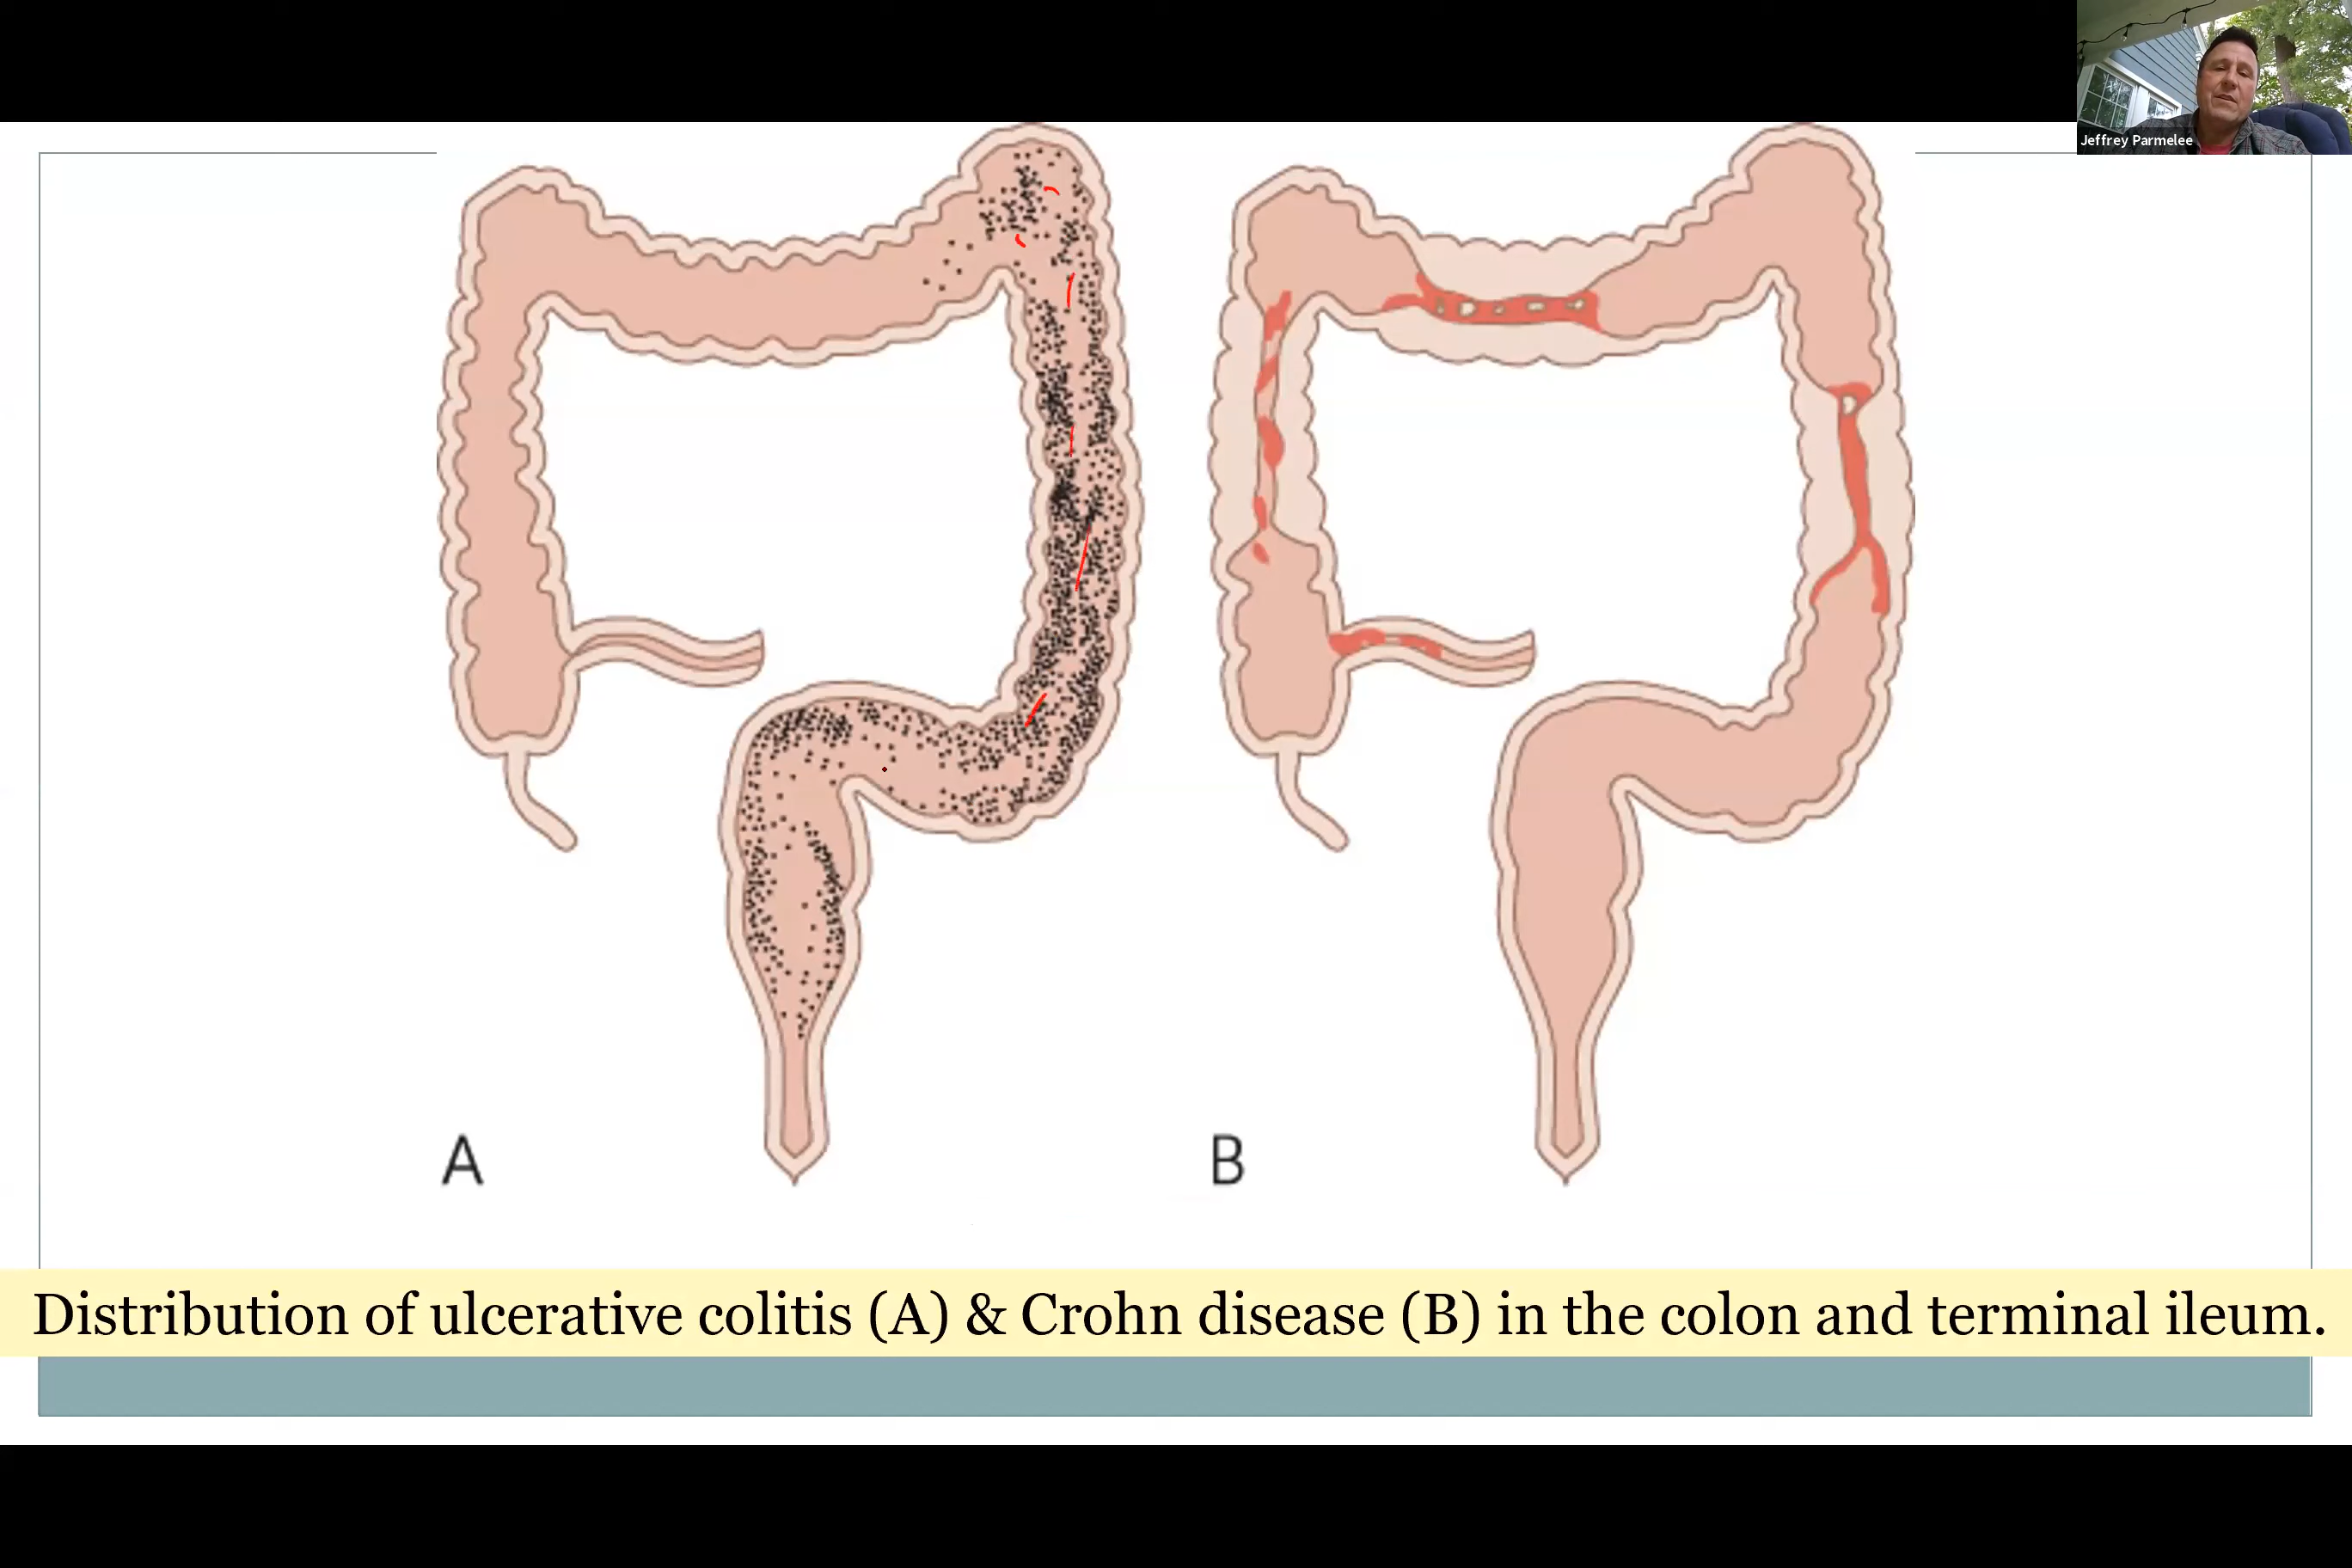 Jeffrey Parmelee
A
B
Distribution of ulcerative colitis (A) & Crohn disease (B) in the colon and terminal ileum.